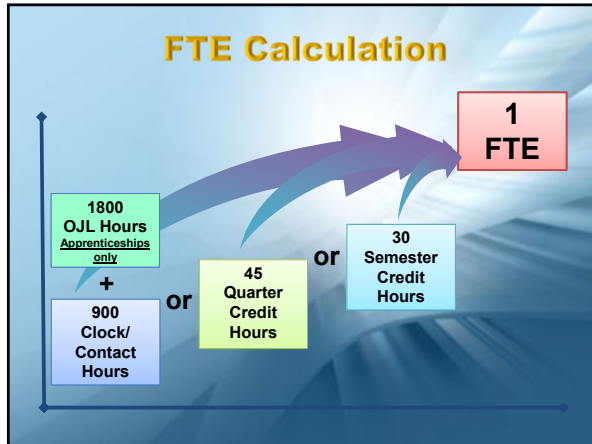 FTE Calculation
1
FTE
1800
OJL Hours
Apprenticeships
only
+
900
Clock/
Contact
Hours
or
45
Quarter
Credit
Hours
or
30
Semester
Credit
Hours